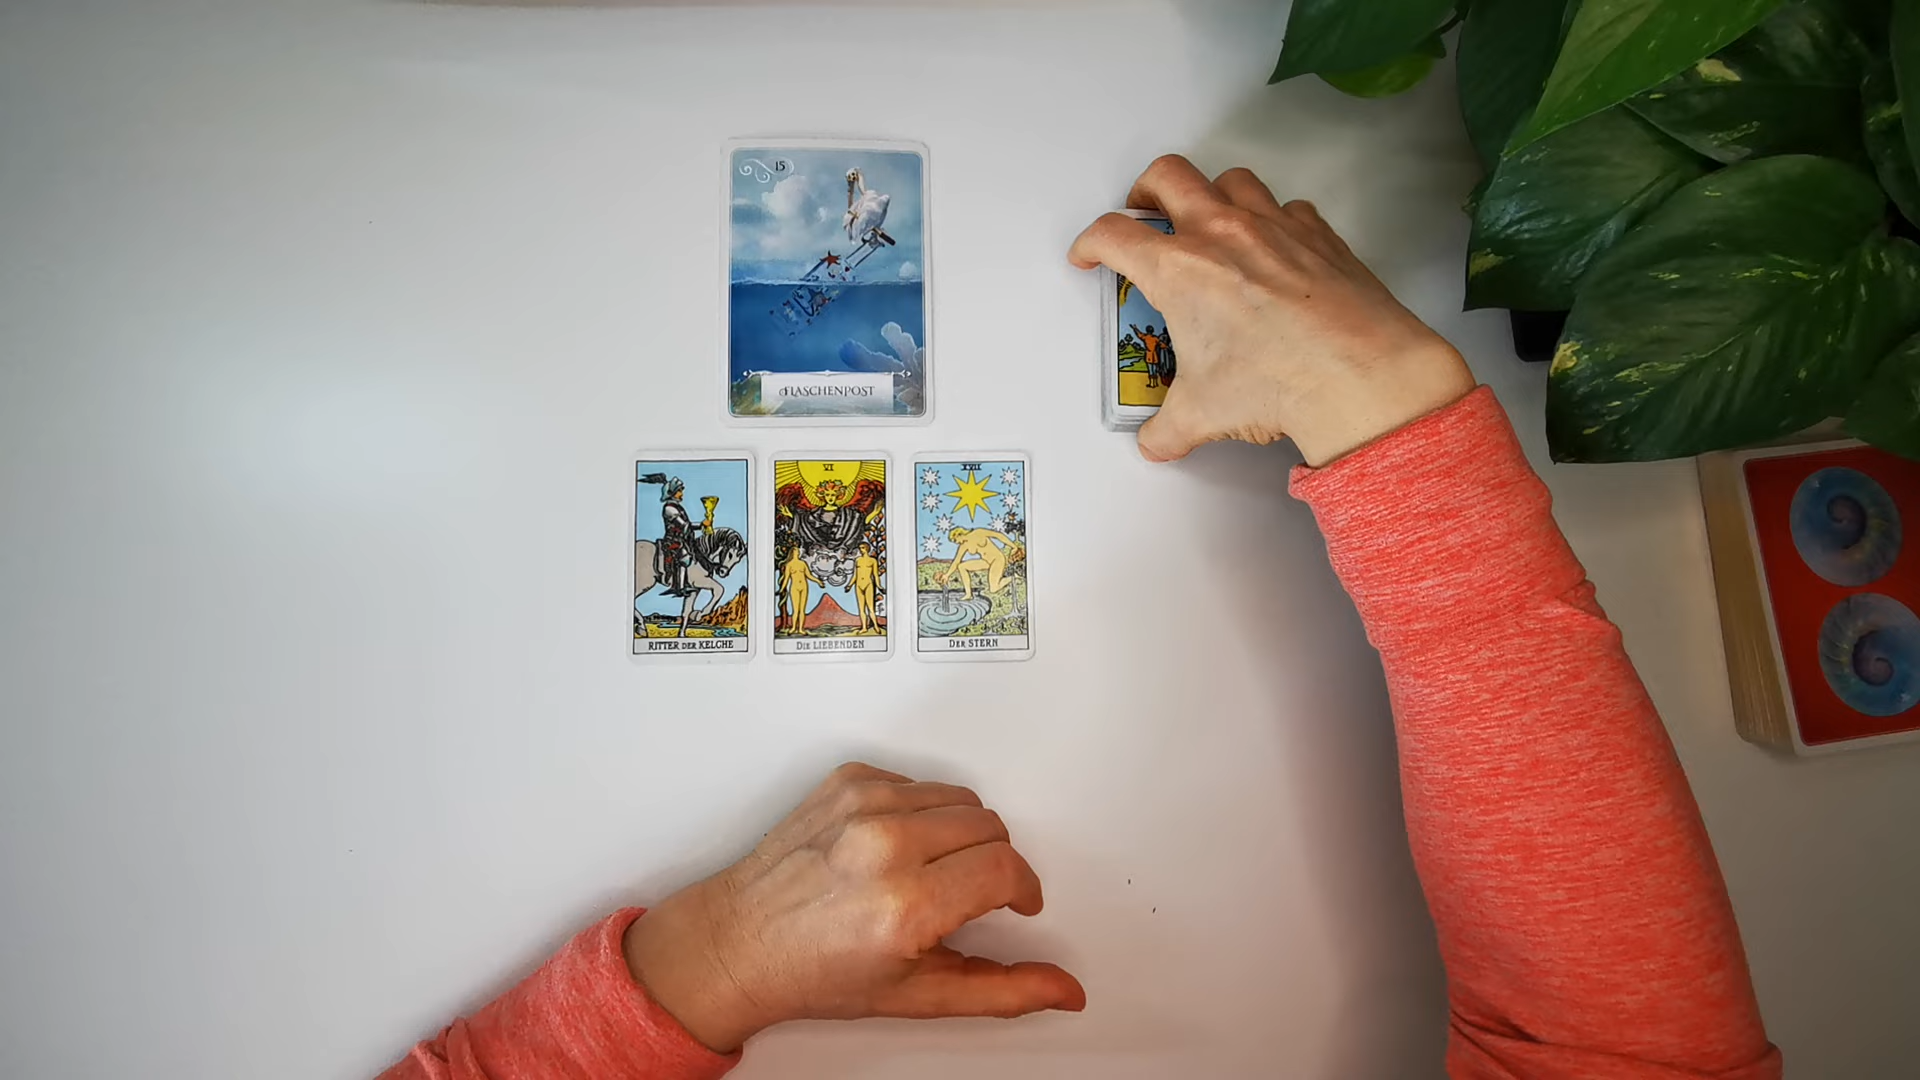 15
FLASCHENPOST
VI
XVII
RITTER DER KELCHE
DIE LIEBENDEN
DER STERN